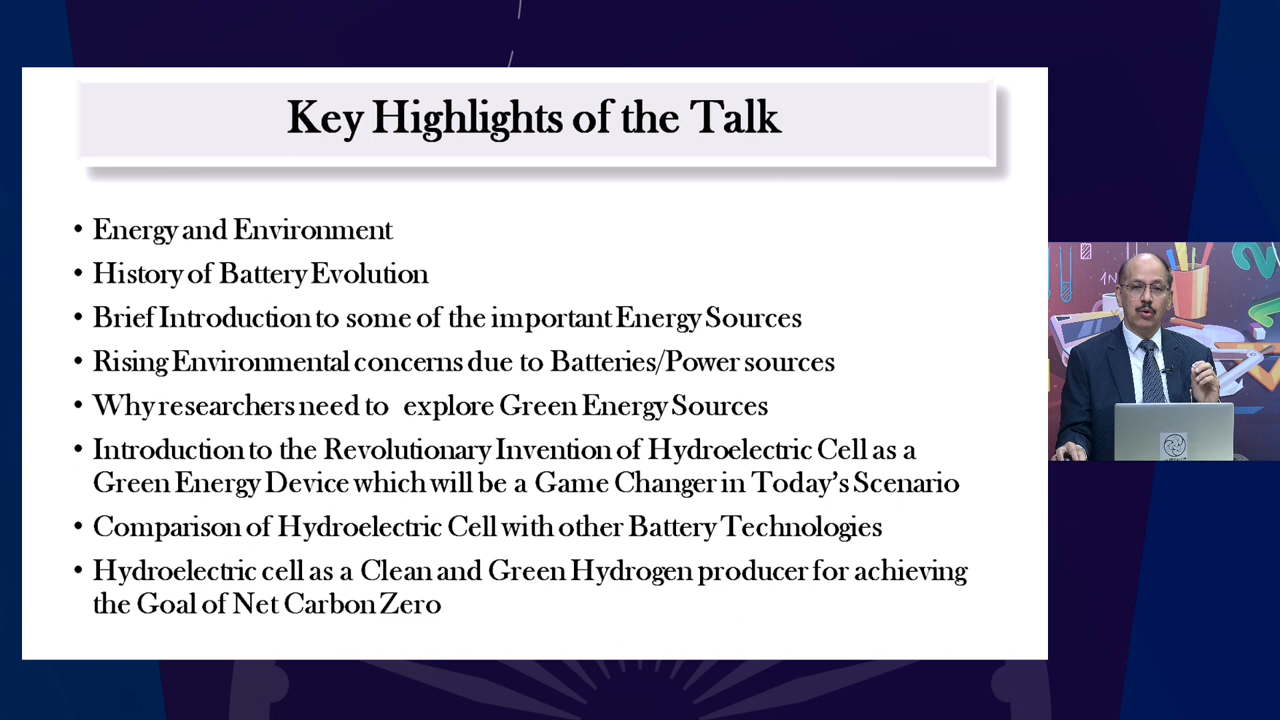 Key Highlights of the Talk
• Energy and Environment
• History of Battery Evolution
• Brief Introduction to some of the important Energy Sources
• Rising Environmental concerns due to Batteries/Power sources
• Why researchers need to explore Green Energy Sources
• Introduction to the Revolutionary Invention of Hydroelectric Cell as a
Green Energy Device which will be a Game Changer in Today's Scenario
• Comparison of Hydroelectric Cell with other Battery Technologies
• Hydroelectric cell as a Clean and Green Hydrogen producer for achieving
the Goal of Net Carbon Zero